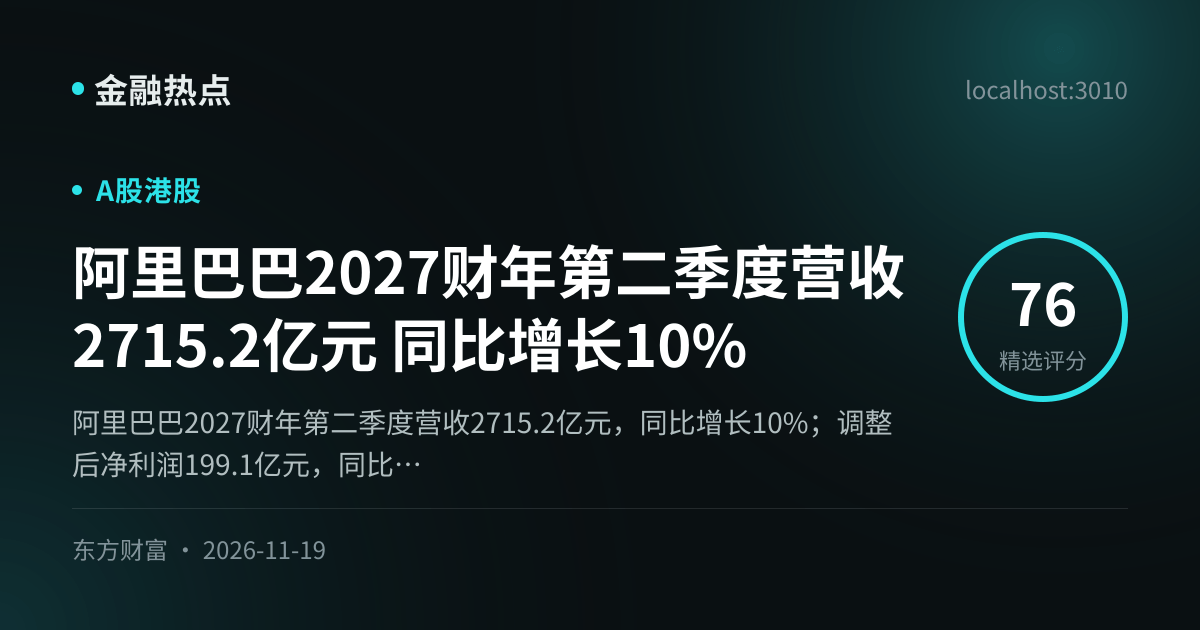 金融热点
localhost:3010
A股港股
阿里巴巴2027财年第二季度营收
2715.2亿元 同比增长10%
76
精选评分
阿里巴巴2027财年第二季度营收2715.2亿元，同比增长10%；调整
后净利润199.1亿元，同比…
东方财富 • 2026-11-19